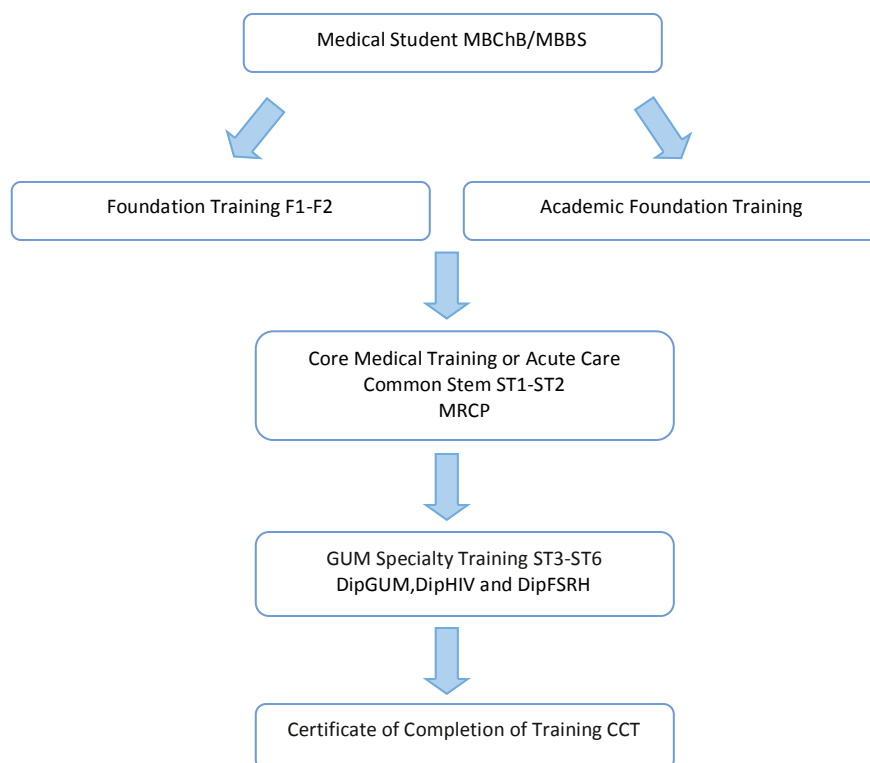 Medical Student MBChB/MBBS
Foundation Training F1-F2
Academic Foundation Training
Core Medical Training or Acute Care
Common Stem ST1-ST2
MRCP
GUM Specialty Training ST3-ST6
DipGUM,DipHIV and DipFSRH
Certificate of Completion of Training CCT